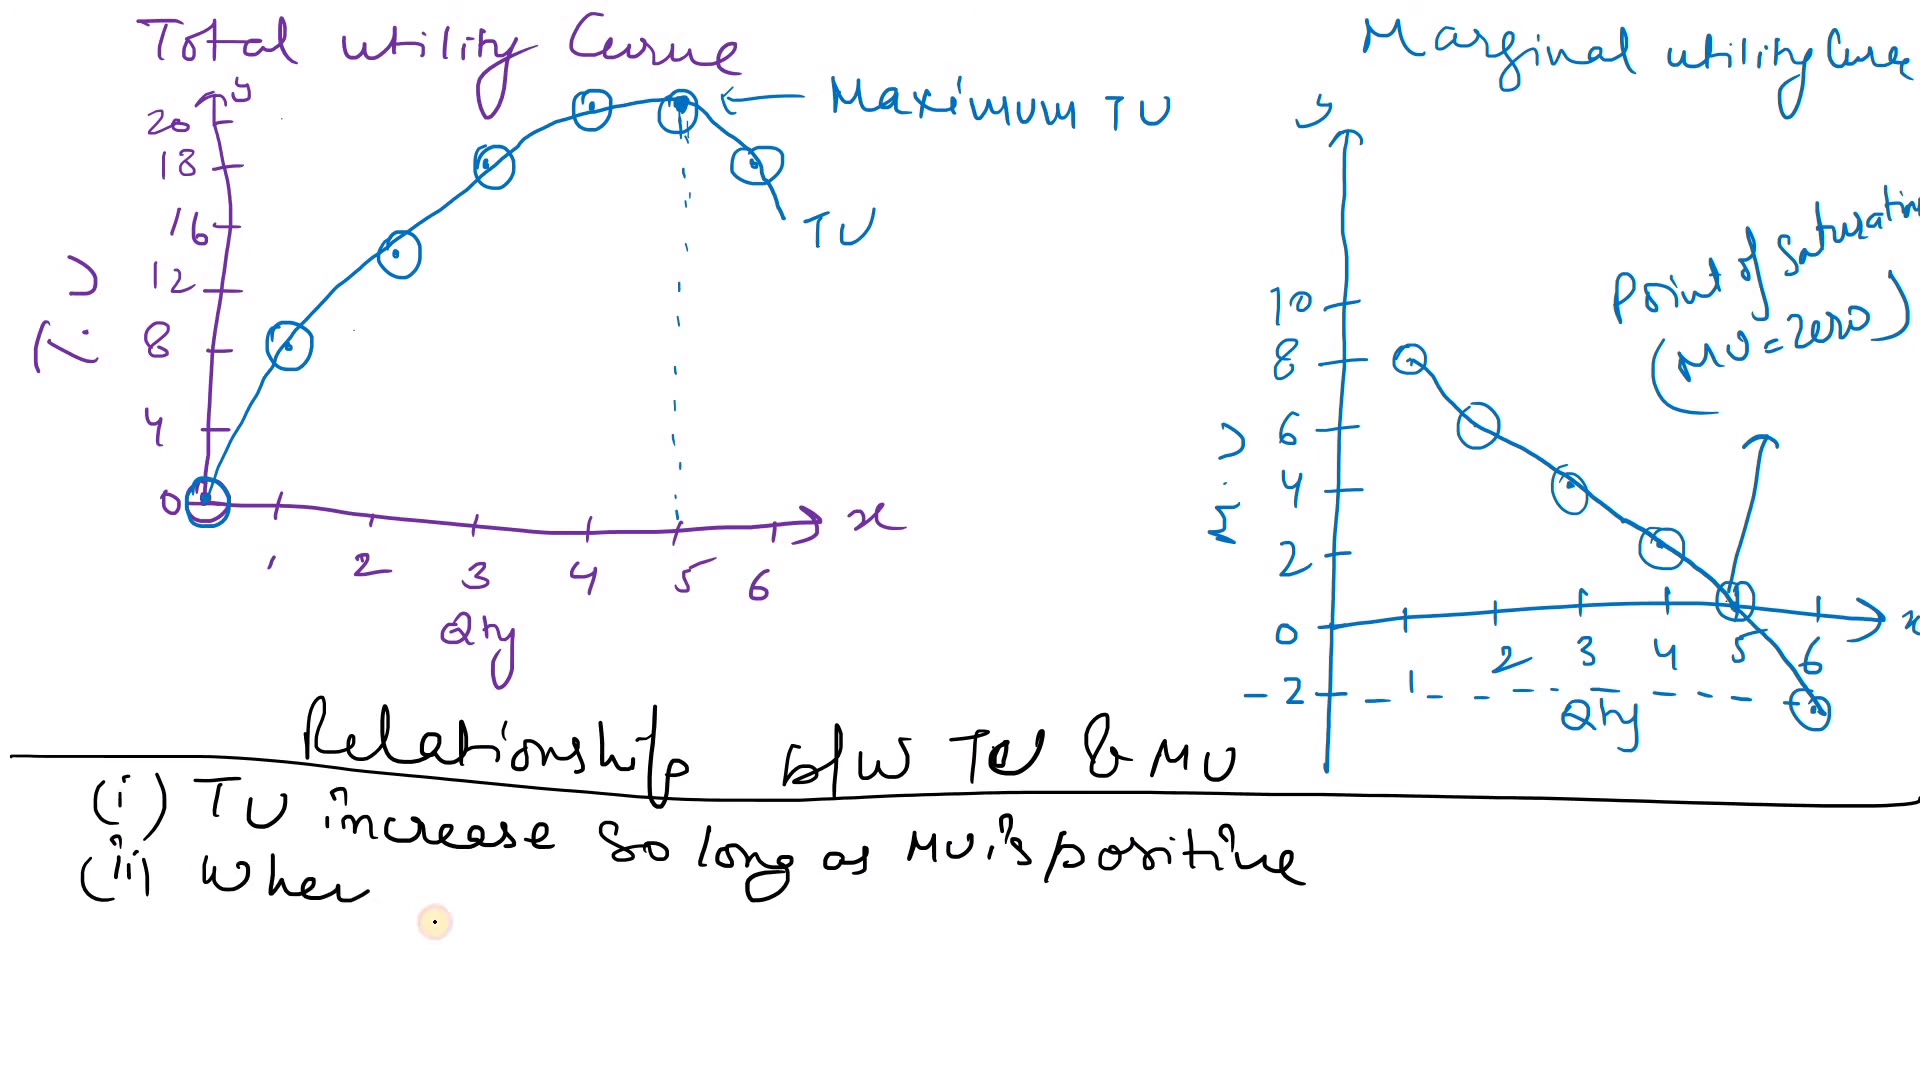 Total utility Curve
y
20
18
16
12
8
4
0
1 2 3 4 5 6
x
Qty
Maximum TU
TU
Marginal utility Curve
y
10
8
6
4
2
0
-2
1 2 3 4 5 6
x
Qty
Point of Saturation
(MU = zero)
Relationship b/w TU & MU
(i) TU increase so long as MU is positive
(ii) When